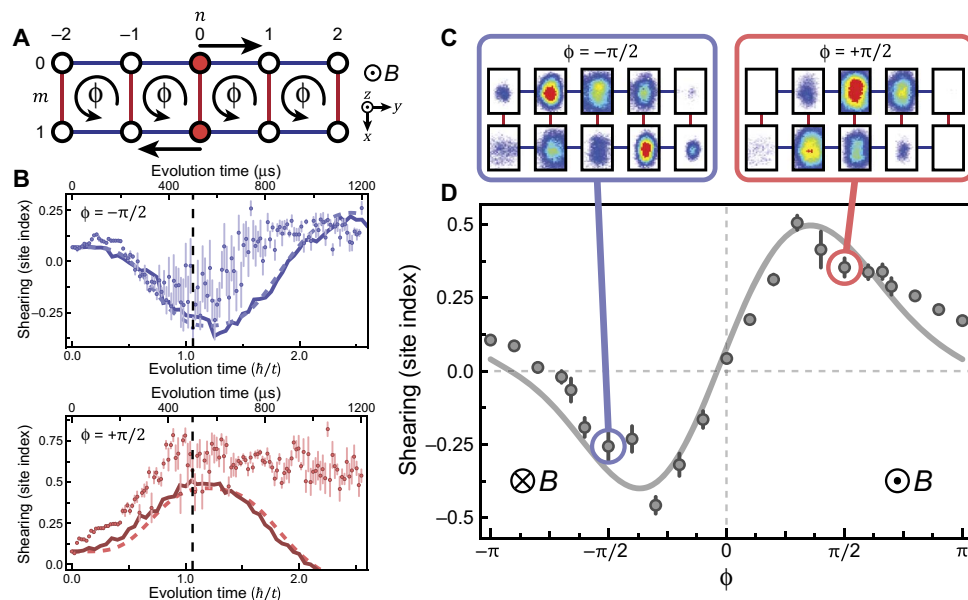 A
n
−2 −1 0 1 2
0
m
1
ϕ ϕ ϕ ϕ
B
z
y
x
B
Evolution time (μs)
0 400 800 1200
ϕ = −π/2
Shearing (site index)
0.25
0.0
−0.25
0.0 1.0 2.0
Evolution time (ℏ/t)
Evolution time (μs)
0 400 800 1200
ϕ = +π/2
Shearing (site index)
0.75
0.5
0.25
0.0
0.0 1.0 2.0
Evolution time (ℏ/t)
C
ϕ = −π/2
ϕ = +π/2
D
Shearing (site index)
0.5
0.25
0.0
−0.25
−0.5
B
B
−π −π/2 0 π/2 π
ϕ